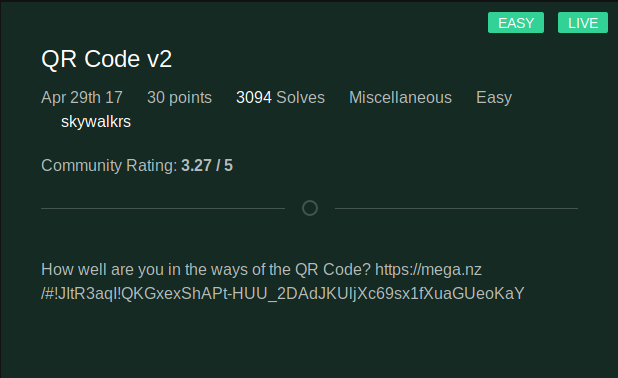 EASY LIVE
QR Code v2
Apr 29th 17 30 points 3094 Solves Miscellaneous Easy
skywalkrs
Community Rating: 3.27 / 5
How well are you in the ways of the QR Code? https://mega.nz
/#!JItR3aqI!QKGxexShAPt-HUU_2DAdJKUljXc69sx1fXuaGUeoKaY